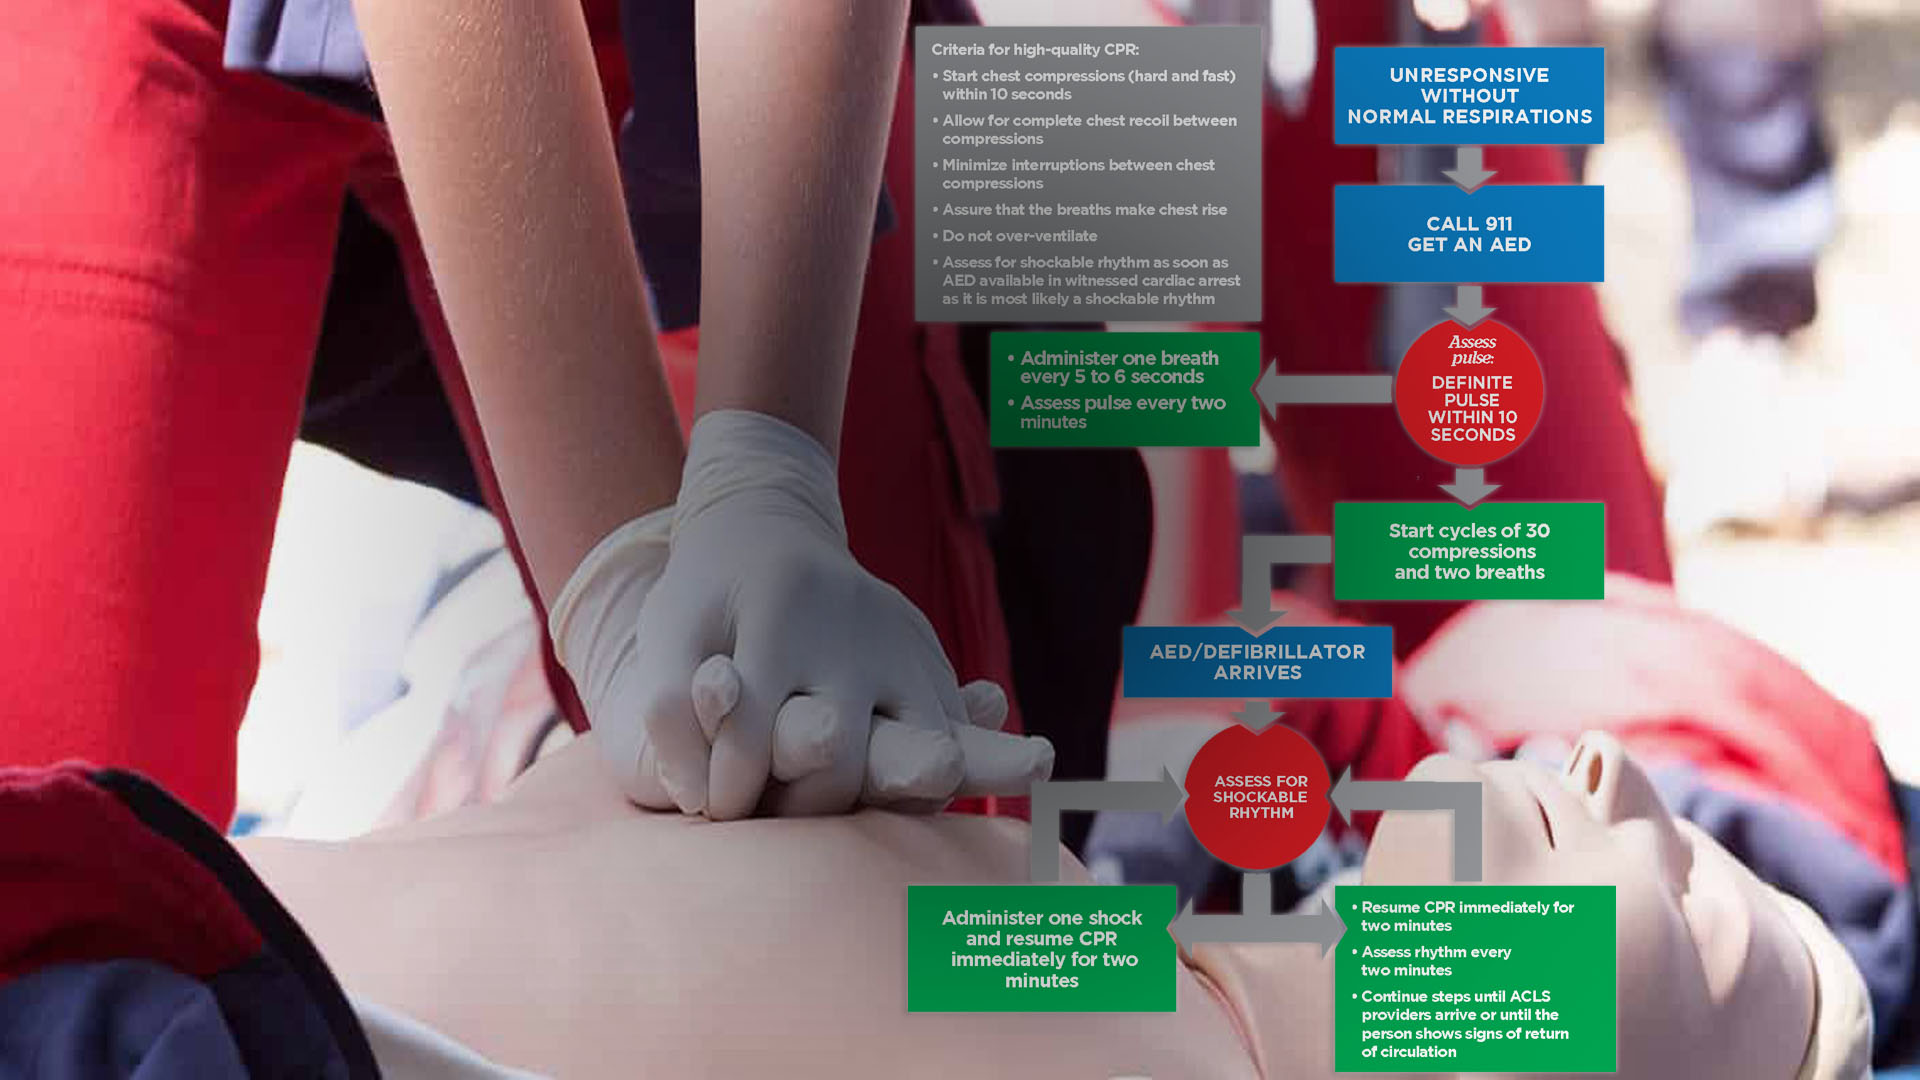 Criteria for high-quality CPR:
• Start chest compressions (hard and fast)
within 10 seconds
• Allow for complete chest recoil between
compressions
• Minimize interruptions between chest
compressions
• Assure that the breaths make chest rise
• Do not over-ventilate
• Assess for shockable rhythm as soon as
AED available in witnessed cardiac arrest
as it is most likely a shockable rhythm
UNRESPONSIVE
WITHOUT
NORMAL RESPIRATIONS
CALL 911
GET AN AED
Assess
pulse:
DEFINITE
PULSE
WITHIN 10
SECONDS
• Administer one breath
every 5 to 6 seconds
• Assess pulse every two
minutes
Start cycles of 30
compressions
and two breaths
AED/DEFIBRILLATOR
ARRIVES
ASSESS FOR
SHOCKABLE
RHYTHM
Administer one shock
and resume CPR
immediately for two
minutes
• Resume CPR immediately for
two minutes
• Assess rhythm every
two minutes
• Continue steps until ACLS
providers arrive or until the
person shows signs of return
of circulation